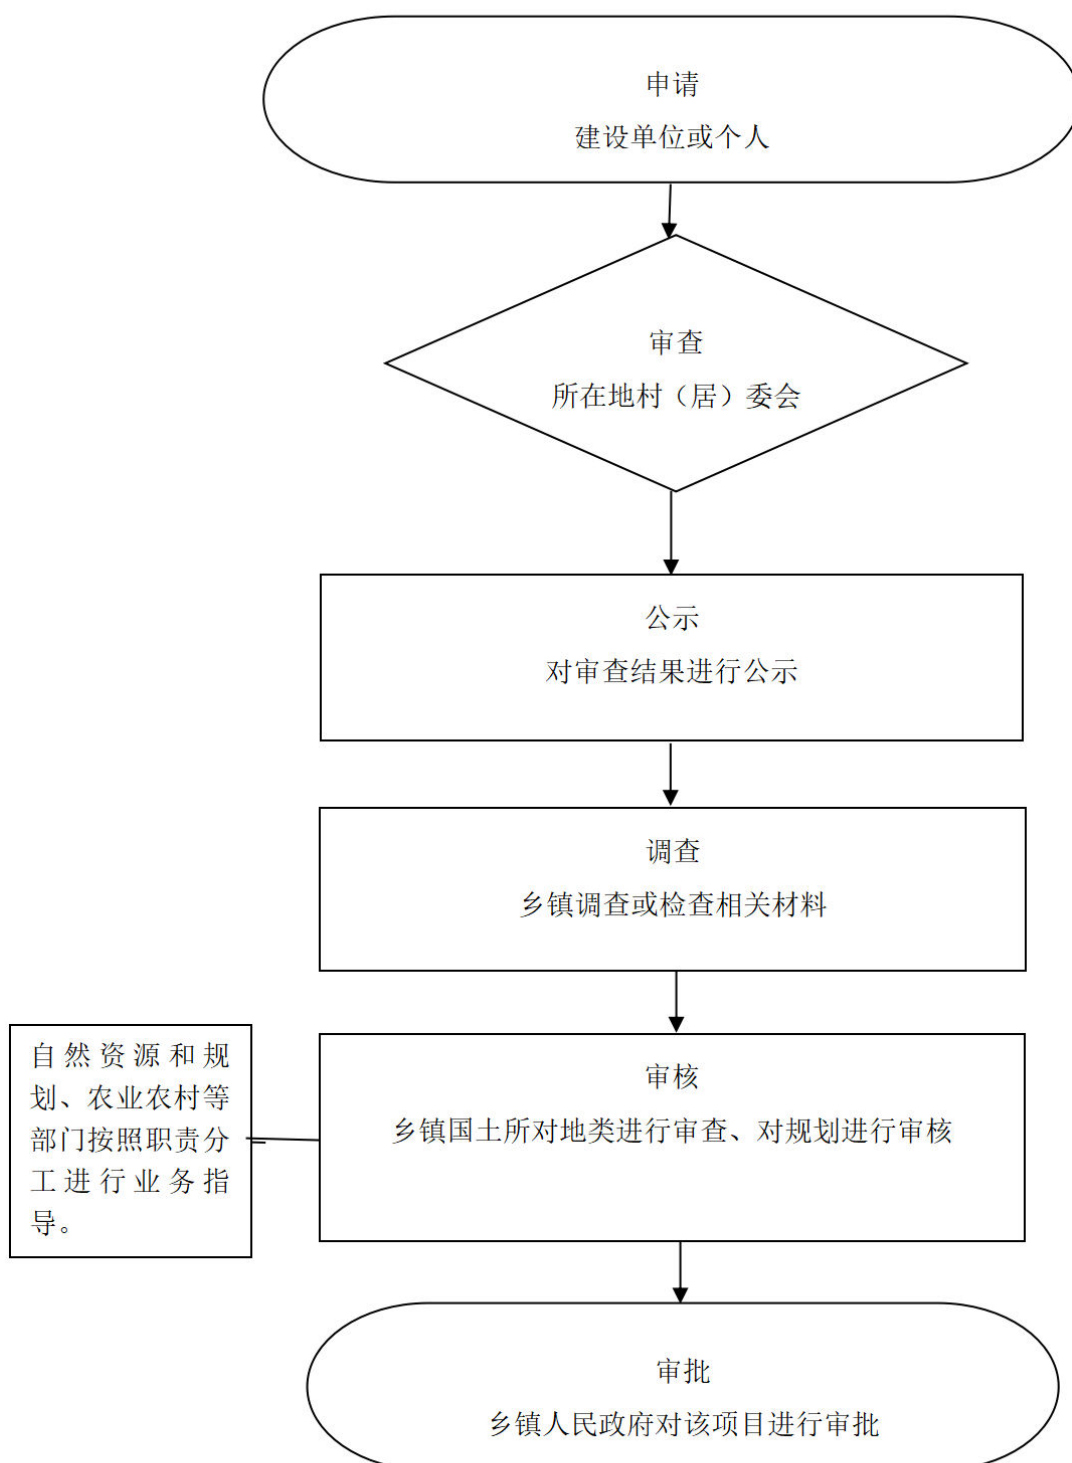 申请
建设单位或个人
审查
所在地村（居）委会
公示
对审查结果进行公示
调查
乡镇调查或检查相关材料
自然资源和规
划、农业农村等
部门按照职责分
工进行业务指
导。
审核
乡镇国土所对地类进行审查、对规划进行审核
审批
乡镇人民政府对该项目进行审批